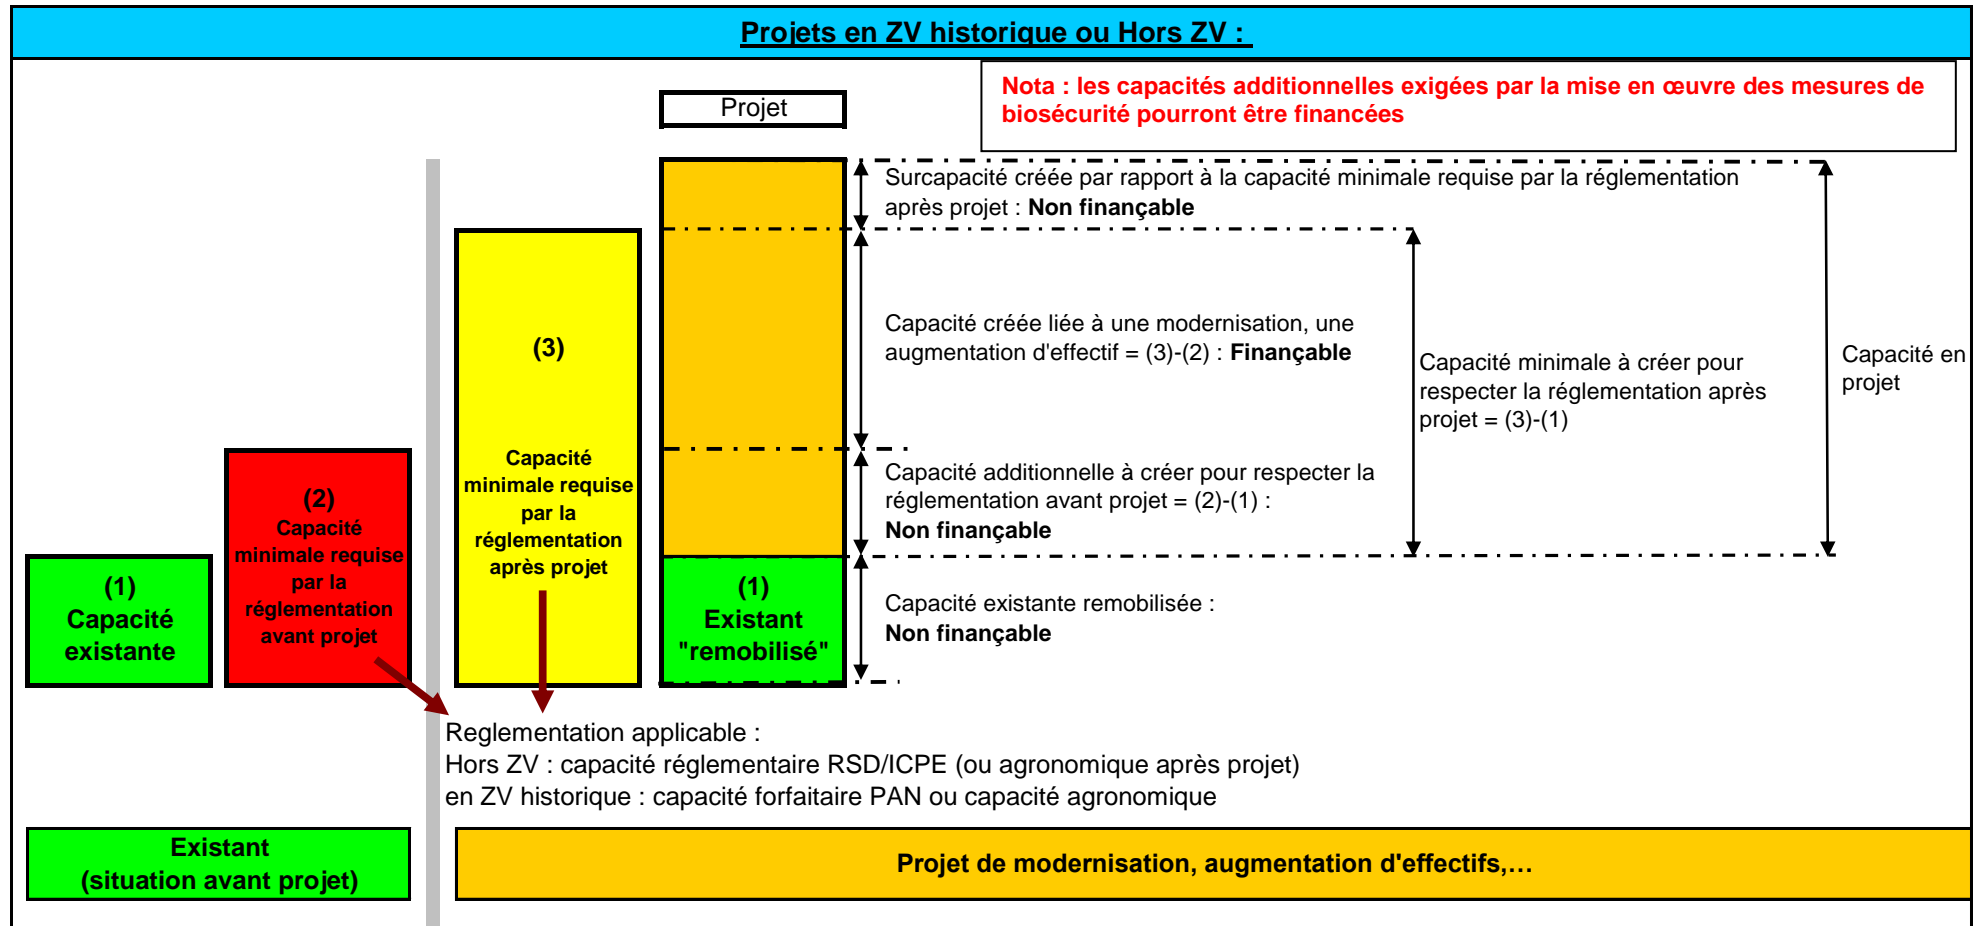 Projets en ZV historique ou Hors ZV :
Nota : les capacités additionnelles exigées par la mise en œuvre des mesures de
biosécurité pourront être financées
Projet
Surcapacité créée par rapport à la capacité minimale requise par la réglementation
après projet : Non finançable
Capacité créée liée à une modernisation, une
augmentation d'effectif = (3)-(2) : Finançable
Capacité minimale à créer pour
respecter la réglementation après
projet = (3)-(1)
Capacité en
projet
Capacité additionnelle à créer pour respecter la
réglementation avant projet = (2)-(1) :
Non finançable
Capacité existante remobilisée :
Non finançable
(1)
Capacité
existante
(2)
Capacité
minimale requise
par la
réglementation
avant projet
(3)
Capacité
minimale requise
par la
réglementation
après projet
(1)
Existant
"remobilisé"
Reglementation applicable :
Hors ZV : capacité réglementaire RSD/ICPE (ou agronomique après projet)
en ZV historique : capacité forfaitaire PAN ou capacité agronomique
Existant
(situation avant projet)
Projet de modernisation, augmentation d'effectifs,…